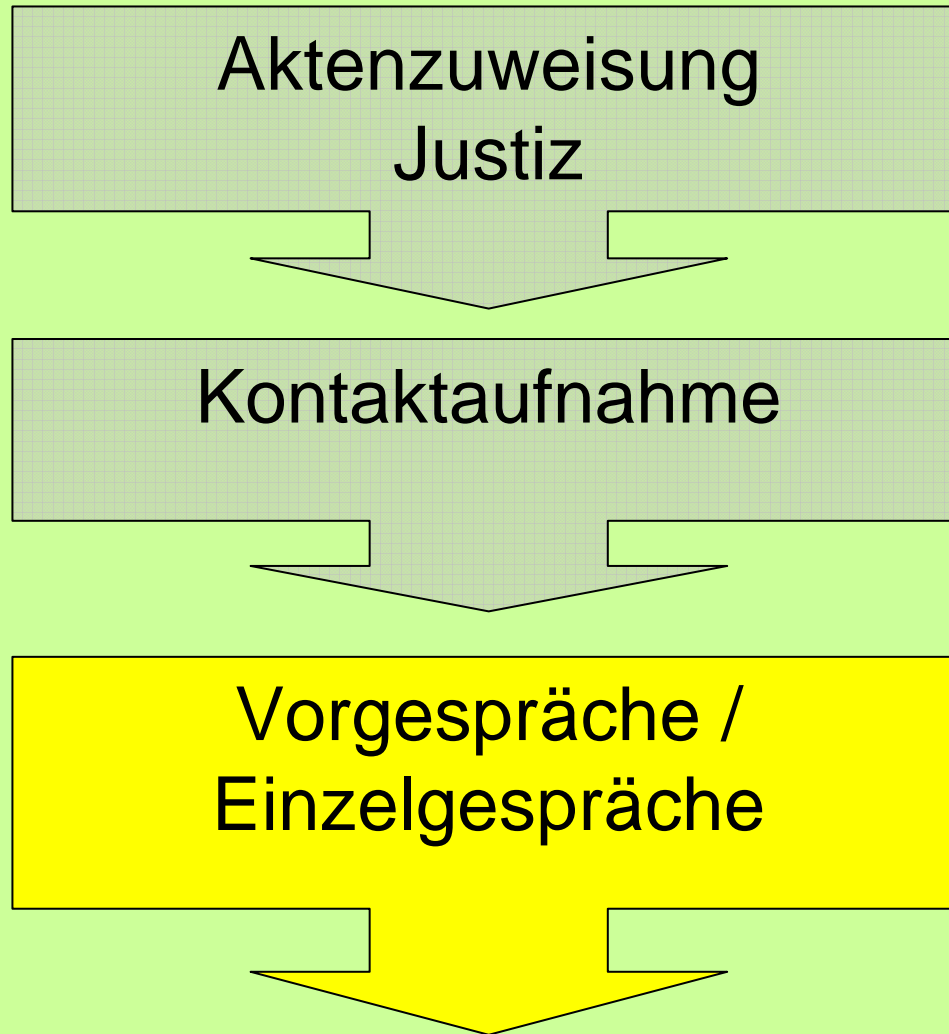 Aktenzuweisung
Justiz
Kontaktaufnahme
Vorgespräche /
Einzelgespräche